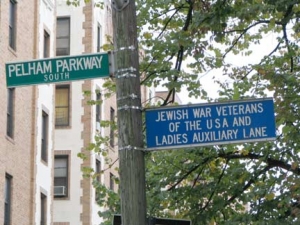 PELHAM PARKWAY
SOUTH
JEWISH WAR VETERANS
OF THE USA AND
LADIES AUXILIARY LANE